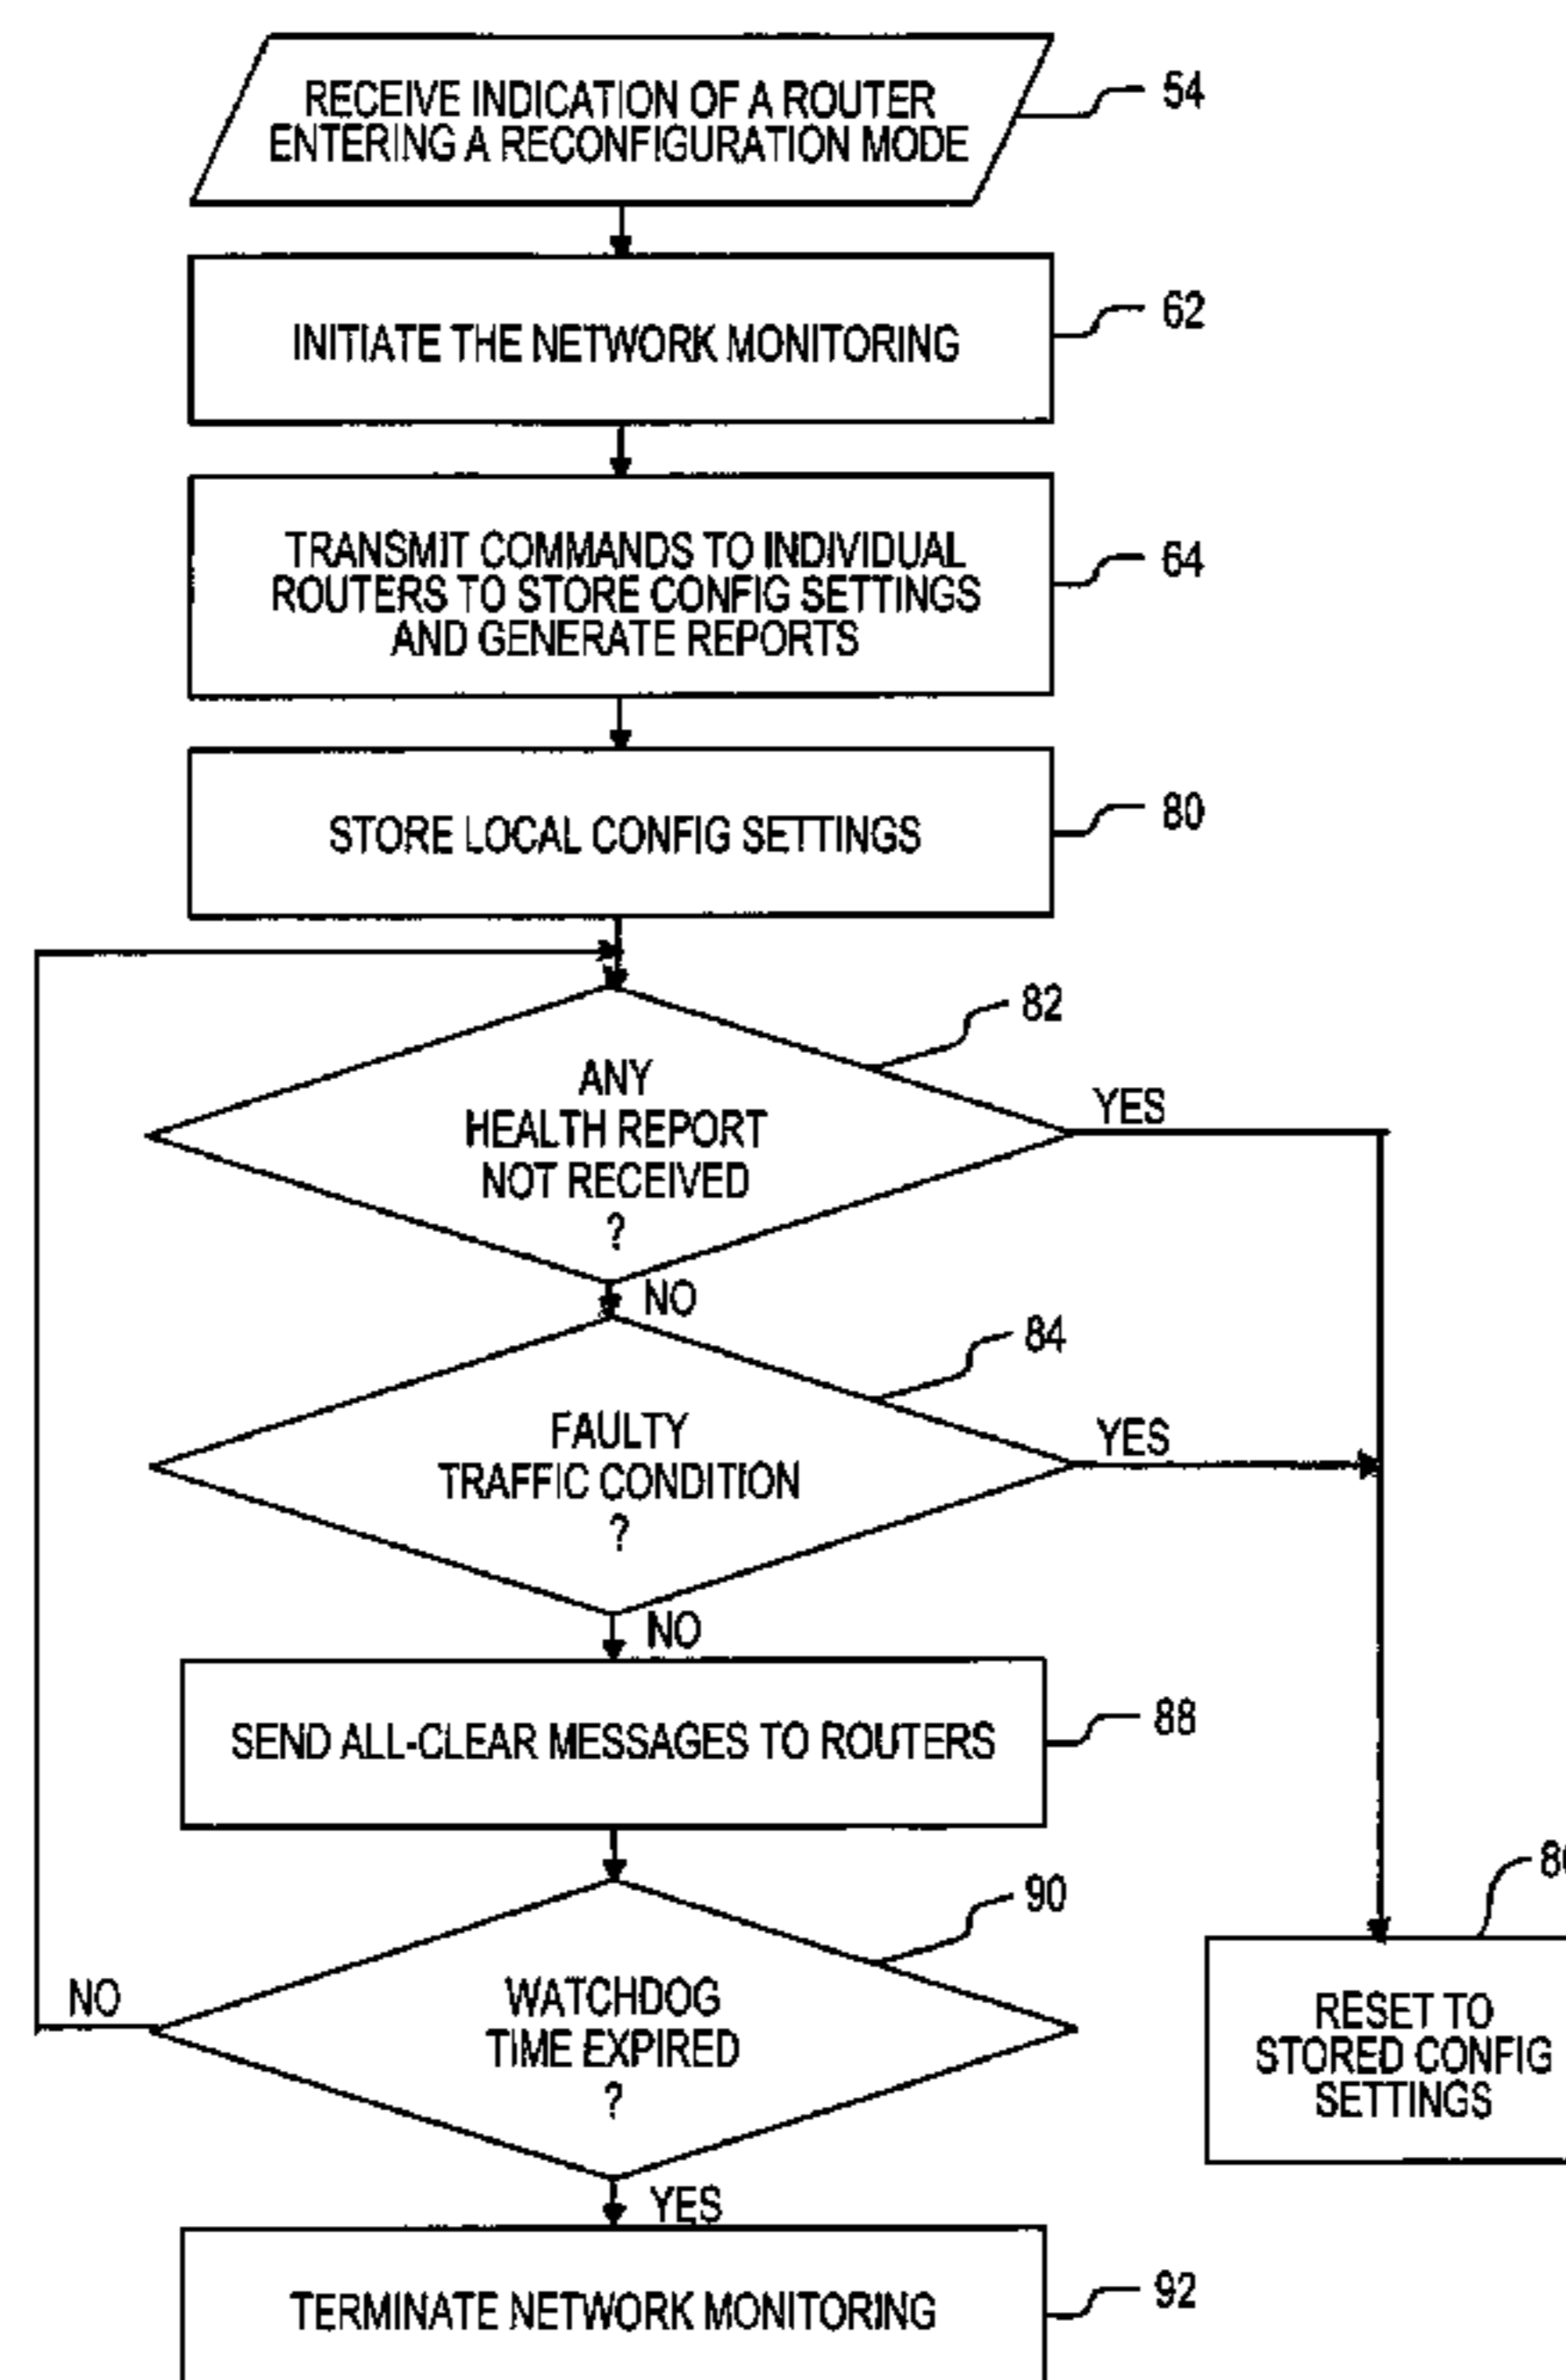 RECEIVE INDICATION OF A ROUTER
ENTERING A RECONFIGURATION MODE
54
INITIATE THE NETWORK MONITORING
62
TRANSMIT COMMANDS TO INDIVIDUAL
ROUTERS TO STORE CONFIG SETTINGS
AND GENERATE REPORTS
64
STORE LOCAL CONFIG SETTINGS
80
82
ANY
HEALTH REPORT
NOT RECEIVED
?
YES
NO
84
FAULTY
TRAFFIC CONDITION
?
YES
NO
SEND ALL-CLEAR MESSAGES TO ROUTERS
88
90
WATCHDOG
TIME EXPIRED
?
NO
YES
RESET TO
STORED CONFIG
SETTINGS
TERMINATE NETWORK MONITORING
92